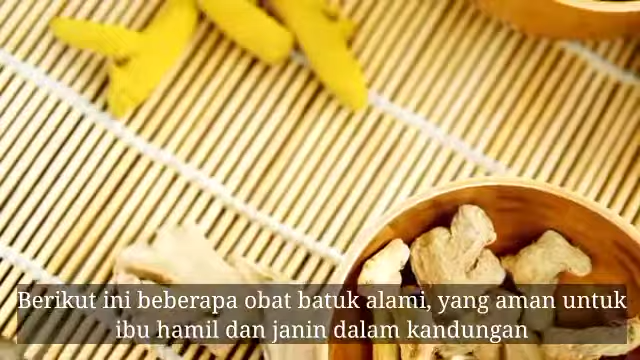 Berikut ini beberapa obat batuk alami, yang aman untuk
ibu hamil dan janin dalam kandungan